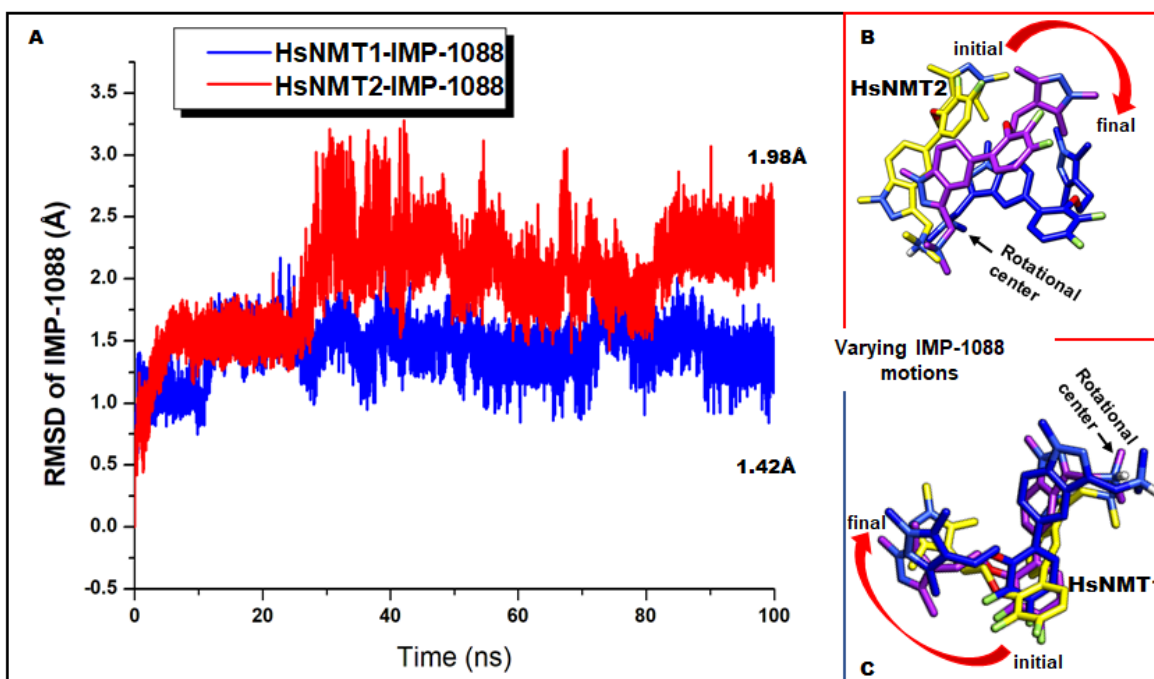 A
HsNMT1-IMP-1088
HsNMT2-IMP-1088
RMSD of IMP-1088 (Å)
3.5
3.0
2.5
2.0
1.5
1.0
0.5
0.0
-0.5
1.98Å
1.42Å
0
20
40
60
80
100
Time (ns)
B
initial
HsNMT2
final
Rotational
center
Varying IMP-1088
motions
Rotational
center
final
HsNMT1
initial
C